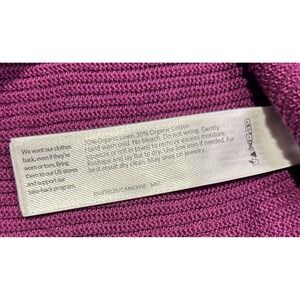 We want our clothes
back, even if they're
worn or torn. Bring
them to our US stores
and support our
take-back program.
70% Organic Linen, 30% Organic Cotton
Hand wash cold. No bleach. Do not wring. Gently
squeeze or roll in towel to remove excess moisture.
Reshape and lay flat to dry. Use low iron if needed. For
best result dry clean. May snag on jewelry.